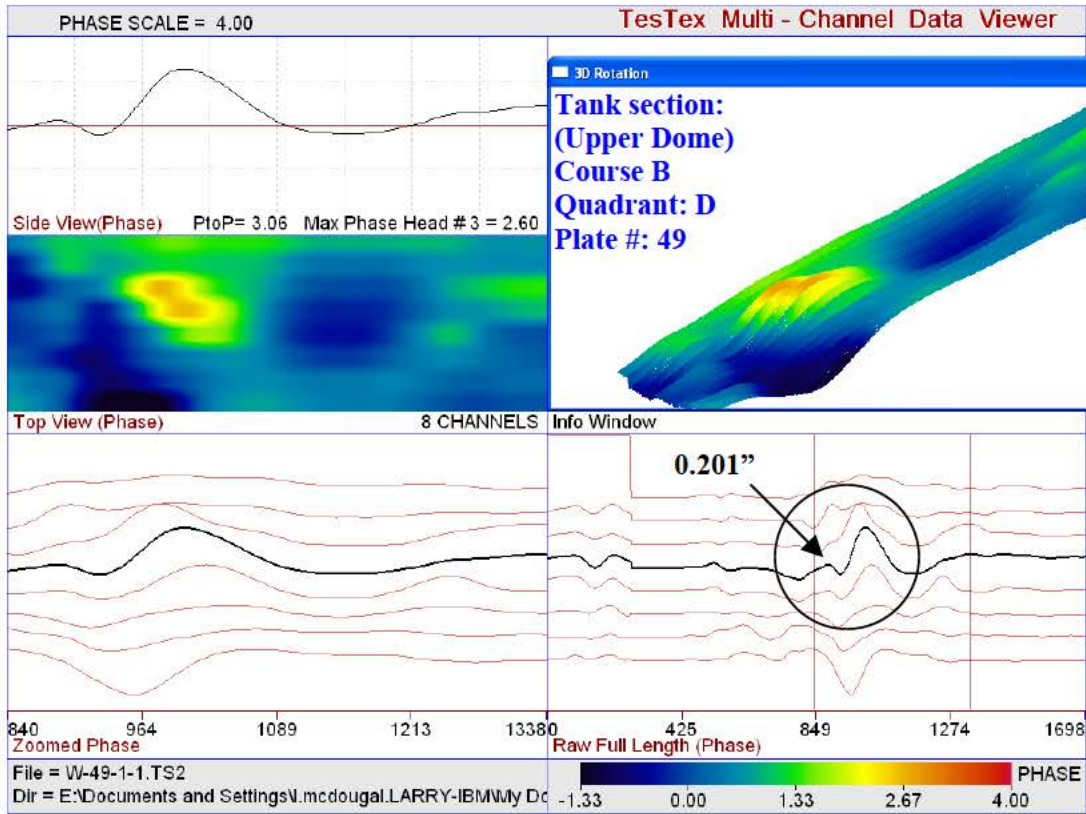 PHASE SCALE = 4.00
TesTex Multi - Channel Data Viewer
Side View(Phase) PtoP= 3.06 Max Phase Head # 3 = 2.60
3D Rotation
Tank section:
(Upper Dome)
Course B
Quadrant: D
Plate #: 49
Top View (Phase) 8 CHANNELS
Info Window
0.201”
840 964 1089 1213 1338
Zoomed Phase
0 425 849 1274 1698
Raw Full Length (Phase)
File = W-49-1-1.TS2
Dir = E:\Documents and Settings\l.mcdougal.LARRY-IBM\My Do
PHASE
-1.33 0.00 1.33 2.67 4.00